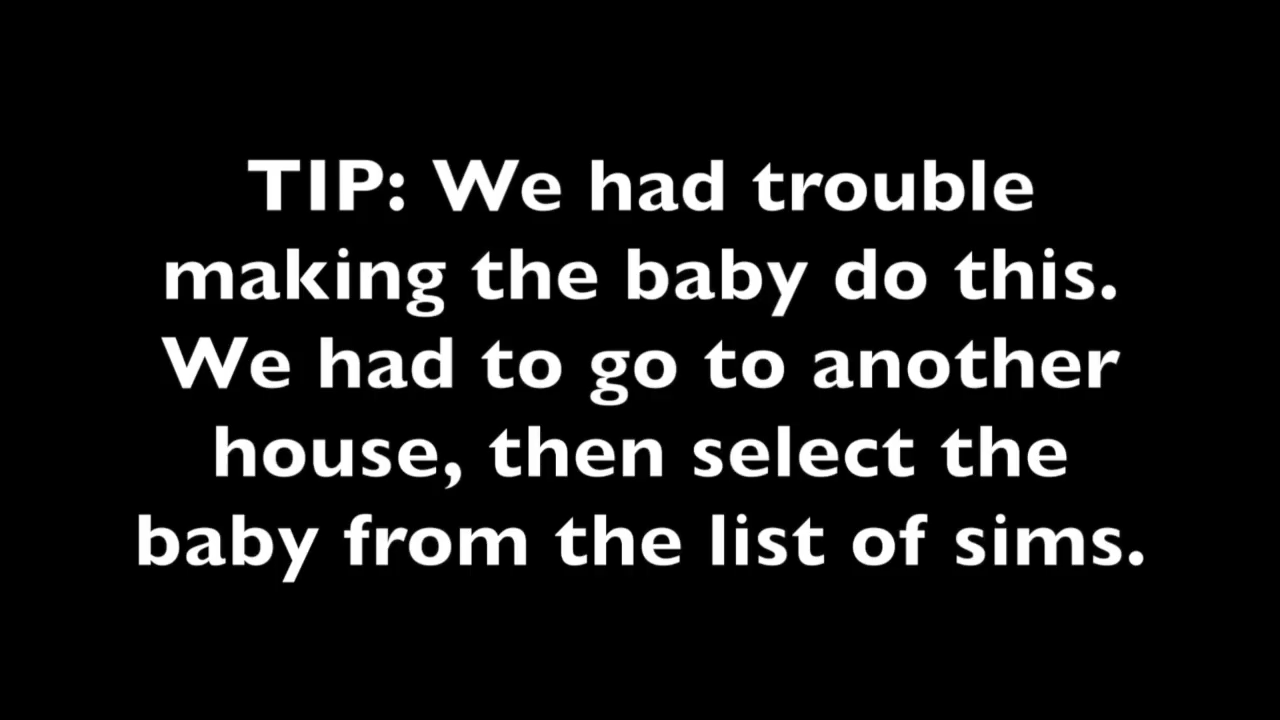 TIP: We had trouble
making the baby do this.
We had to go to another
house, then select the
baby from the list of sims.